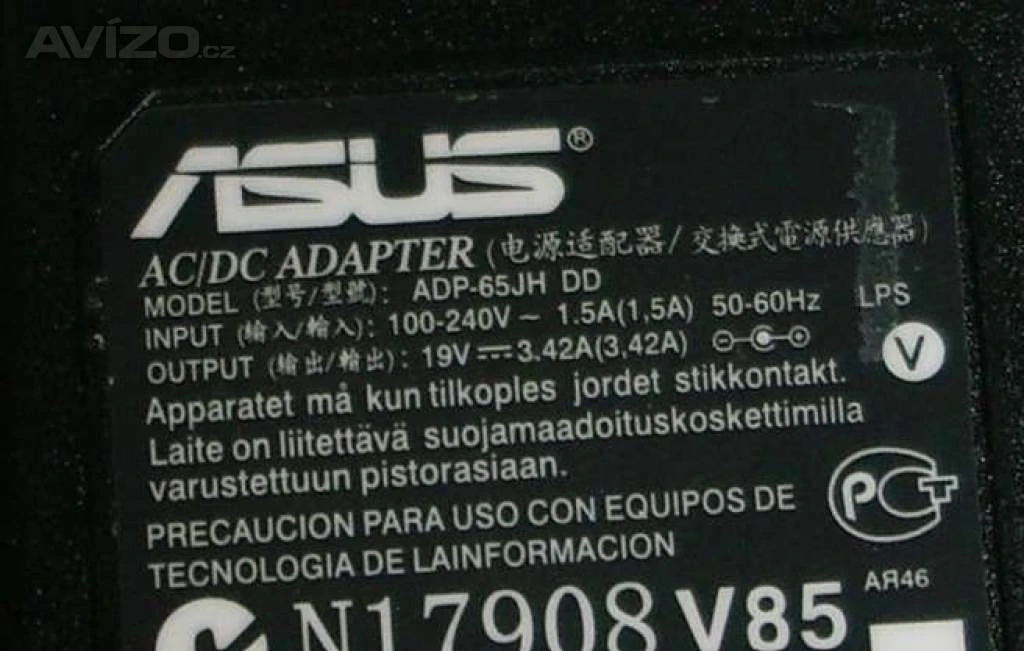 AVÍZO.cz
ASUS®
AC/DC ADAPTER (电源适配器/交換式電源供應器)
MODEL (型号/型號): ADP-65JH DD
INPUT (输入/輸入): 100-240V ~ 1.5A(1,5A) 50-60Hz LPS
OUTPUT (输出/輸出): 19V ⎓ 3.42A(3,42A)
V
Apparatet må kun tilkoples jordet stikkontakt.
Laite on liitettävä suojamaadoituskoskettimilla
varustettuun pistorasiaan.
PCT
PRECAUCION PARA USO CON EQUIPOS DE
TECNOLOGIA DE LAINFORMACION
АЯ46
N17908 V85